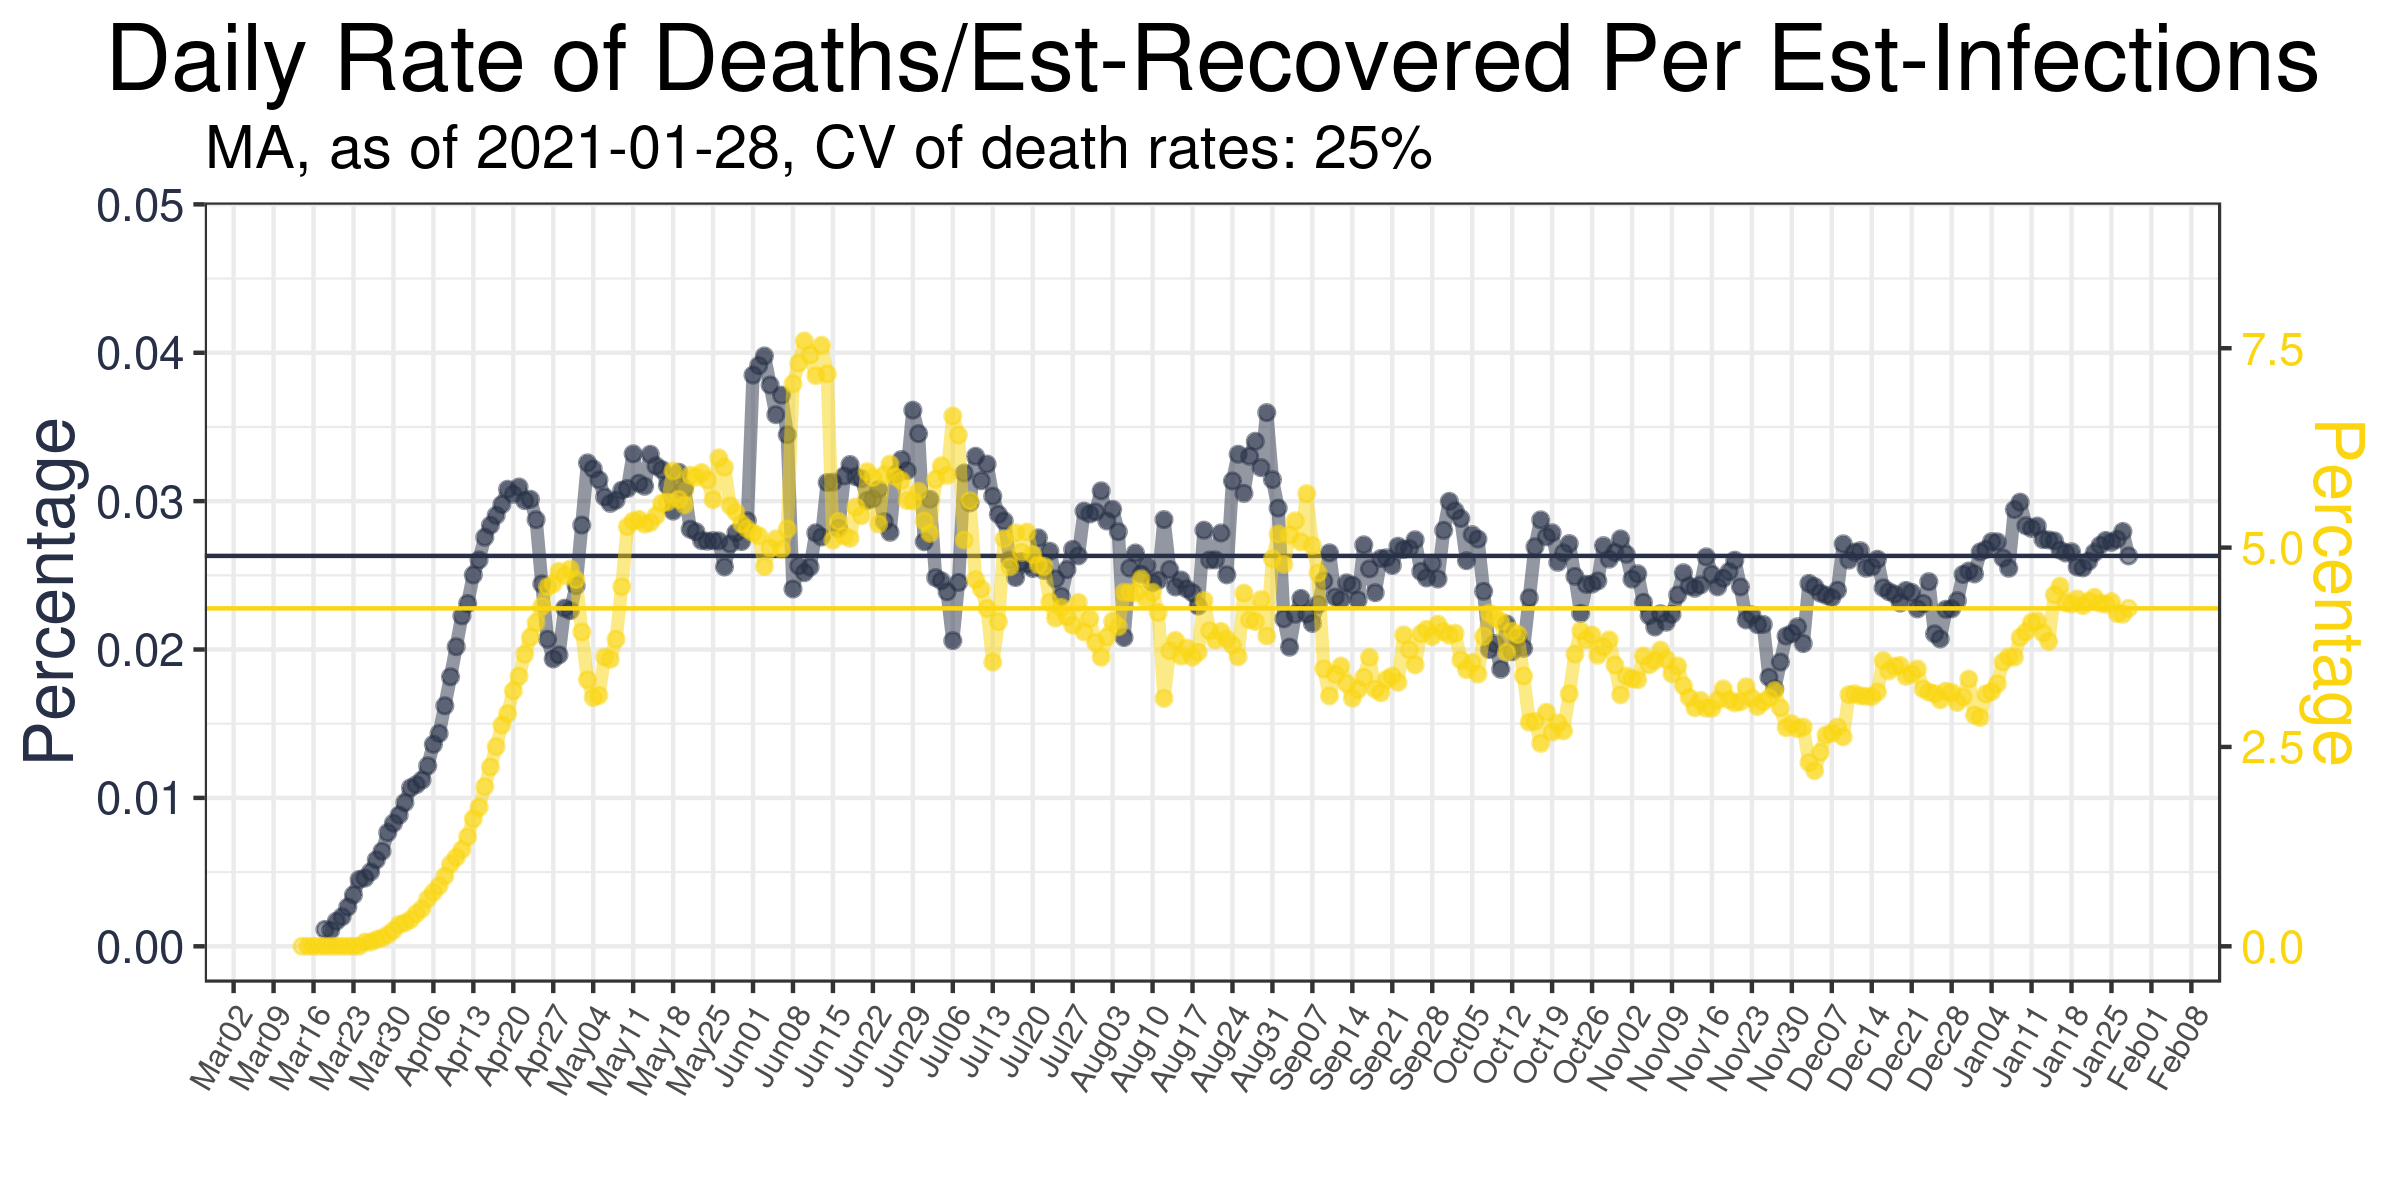 Daily Rate of Deaths/Est-Recovered Per Est-Infections
MA, as of 2021-01-28, CV of death rates: 25%
Percentage
0.05
0.04
0.03
0.02
0.01
0.00
7.5
5.0
2.5
0.0
Percentage
Mar02 Mar09 Mar16 Mar23 Mar30 Apr06 Apr13 Apr20 Apr27 May04 May11 May18 May25 Jun01 Jun08 Jun15 Jun22 Jun29 Jul06 Jul13 Jul20 Jul27 Aug03 Aug10 Aug17 Aug24 Aug31 Sep07 Sep14 Sep21 Sep28 Oct05 Oct12 Oct19 Oct26 Nov02 Nov09 Nov16 Nov23 Nov30 Dec07 Dec14 Dec21 Dec28 Jan04 Jan11 Jan18 Jan25 Feb01 Feb08